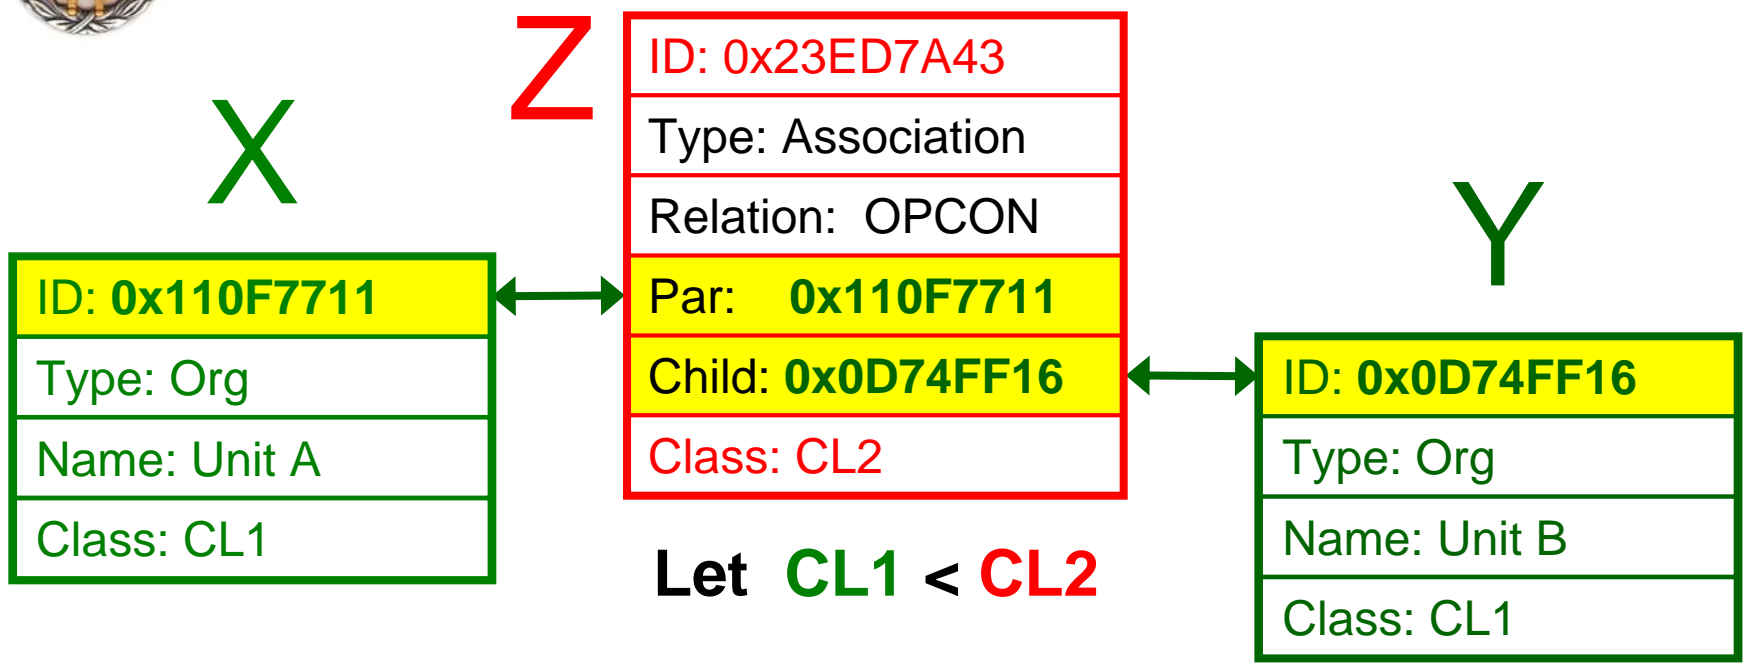 X
ID: 0x110F7711
Type: Org
Name: Unit A
Class: CL1
Z
ID: 0x23ED7A43
Type: Association
Relation: OPCON
Par: 0x110F7711
Child: 0x0D74FF16
Class: CL2
Let CL1 < CL2
Y
ID: 0x0D74FF16
Type: Org
Name: Unit B
Class: CL1